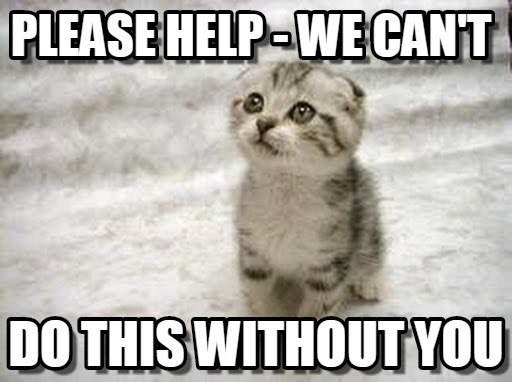 PLEASE HELP - WE CAN'T
DO THIS WITHOUT YOU